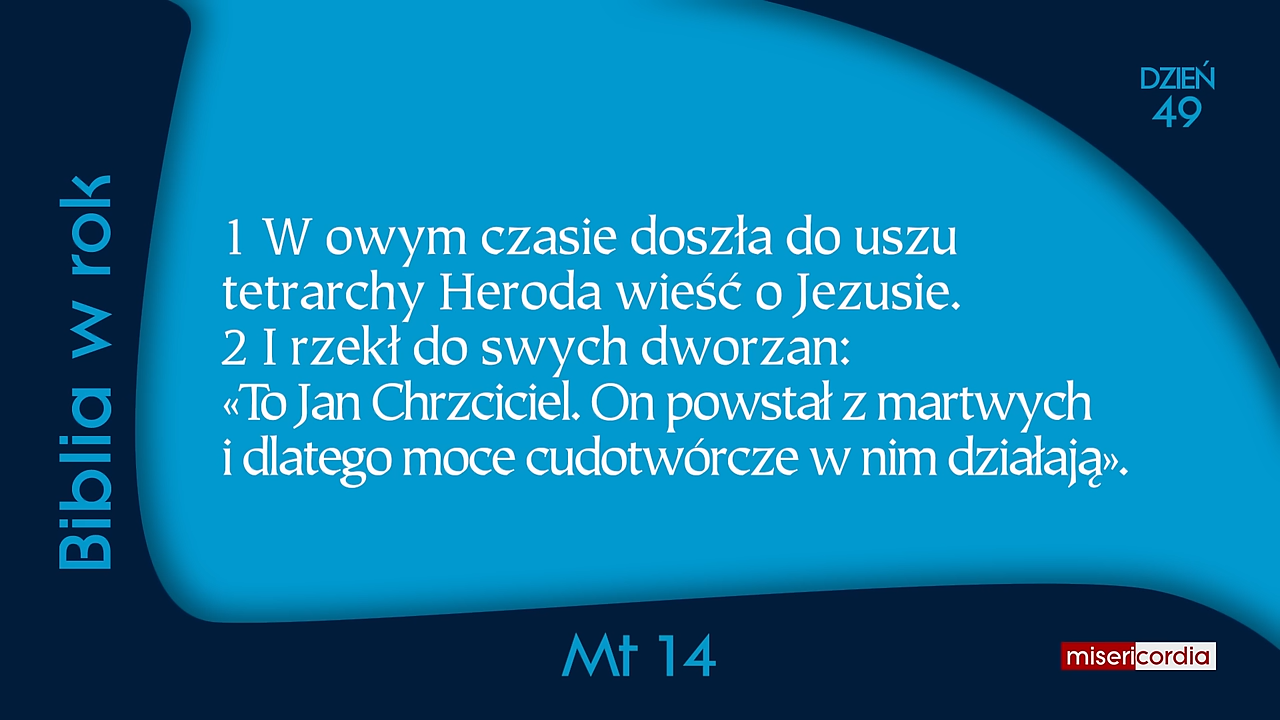 DZIEŃ
49
Biblia w rok
1 W owym czasie doszła do uszu
tetrarchy Heroda wieść o Jezusie.
2 I rzekł do swych dworzan:
«To Jan Chrzciciel. On powstał z martwych
i dlatego moce cudotwórcze w nim działają».
Mt 14
misericordia